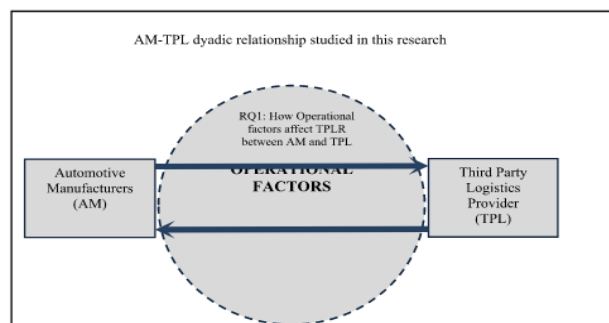 AM-TPL dyadic relationship studied in this research
RQ1: How Operational
factors affect TPLR
between AM and TPL
OPERATIONAL
FACTORS
Automotive
Manufacturers
(AM)
Third Party
Logistics
Provider
(TPL)